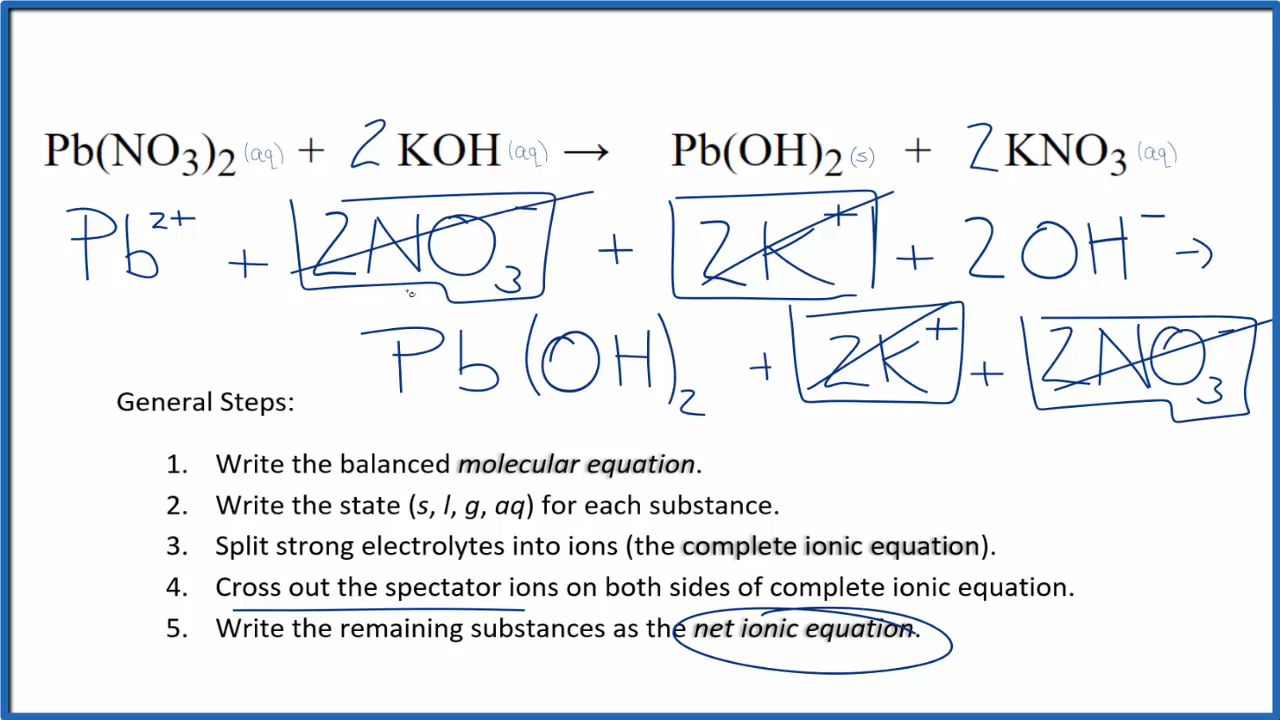 Pb(NO₃)₂ (aq) + 2 KOH (aq) → Pb(OH)₂ (s) + 2 KNO₃ (aq)
Pb²⁺ + 2NO₃⁻ + 2K⁺ + 2OH⁻ →
Pb(OH)₂ + 2K⁺ + 2NO₃⁻
General Steps:
1. Write the balanced molecular equation.
2. Write the state (s, l, g, aq) for each substance.
3. Split strong electrolytes into ions (the complete ionic equation).
4. Cross out the spectator ions on both sides of complete ionic equation.
5. Write the remaining substances as the net ionic equation.